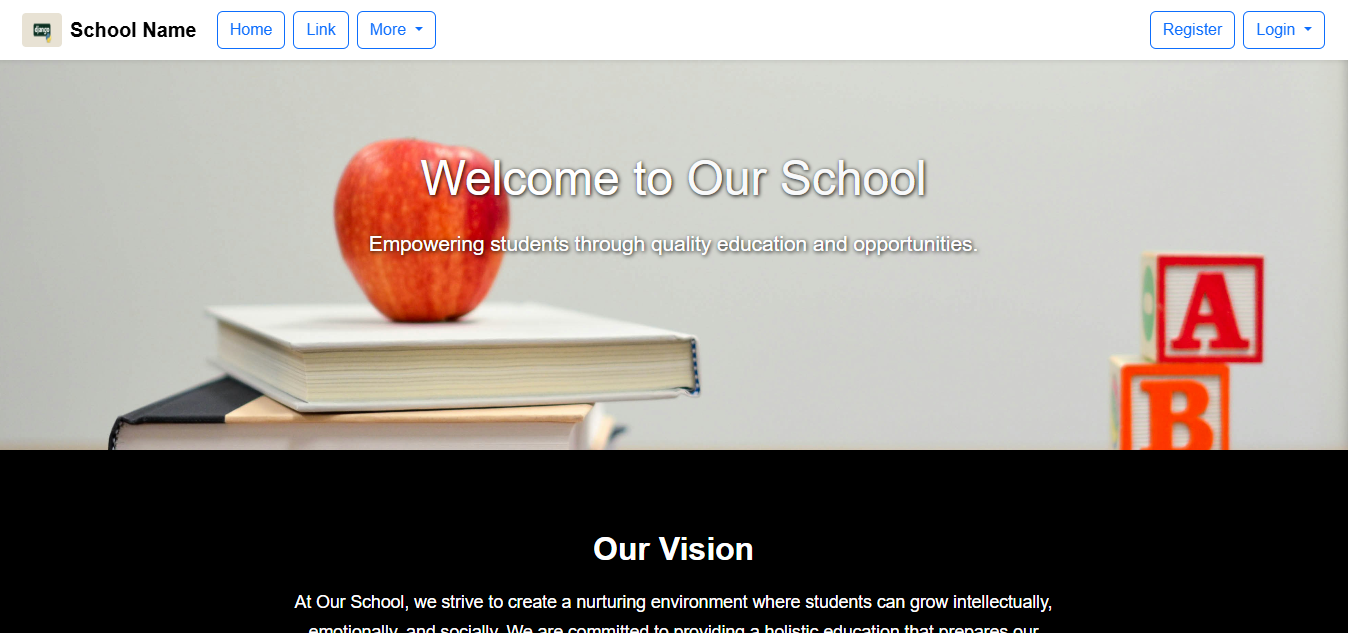 django
School Name
Home
Link
More
Register
Login
Welcome to Our School
Empowering students through quality education and opportunities.
A
B
Our Vision
At Our School, we strive to create a nurturing environment where students can grow intellectually,
emotionally, and socially. We are committed to providing a holistic education that prepares our